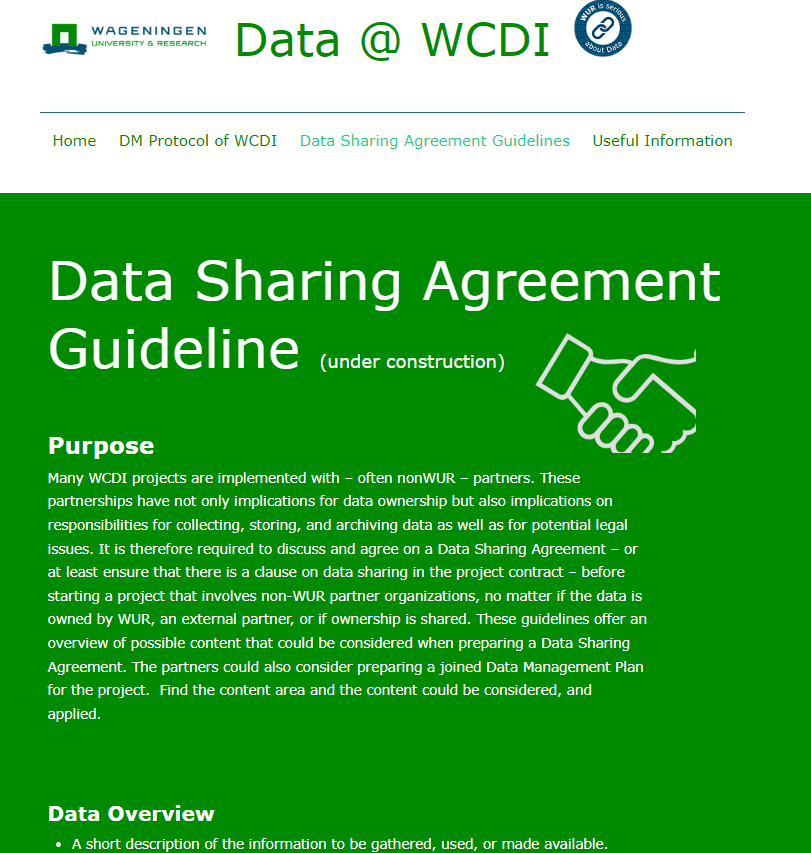 WAGENINGEN
UNIVERSITY & RESEARCH
Data @ WCDI
WUR is serious
about Data
Home DM Protocol of WCDI Data Sharing Agreement Guidelines Useful Information
Data Sharing Agreement
Guideline (under construction)
Purpose
Many WCDI projects are implemented with – often nonWUR – partners. These
partnerships have not only implications for data ownership but also implications on
responsibilities for collecting, storing, and archiving data as well as for potential legal
issues. It is therefore required to discuss and agree on a Data Sharing Agreement – or
at least ensure that there is a clause on data sharing in the project contract – before
starting a project that involves non-WUR partner organizations, no matter if the data is
owned by WUR, an external partner, or if ownership is shared. These guidelines offer an
overview of possible content that could be considered when preparing a Data Sharing
Agreement. The partners could also consider preparing a joined Data Management Plan
for the project.  Find the content area and the content could be considered, and
applied.
Data Overview
• A short description of the information to be gathered, used, or made available.